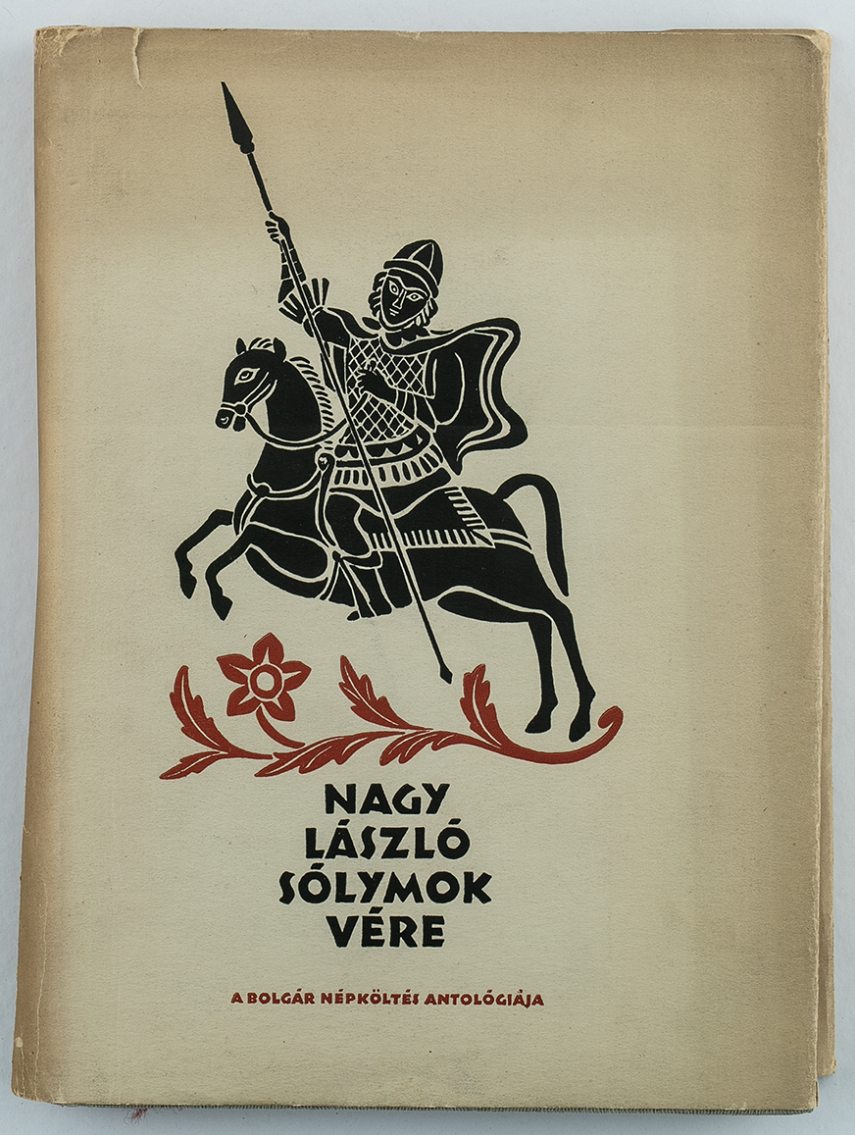 NAGY
LÁSZLÓ
SÓLYMOK
VÉRE
A BOLGÁR NÉPKÖLTÉS ANTOLÓGIÁJA